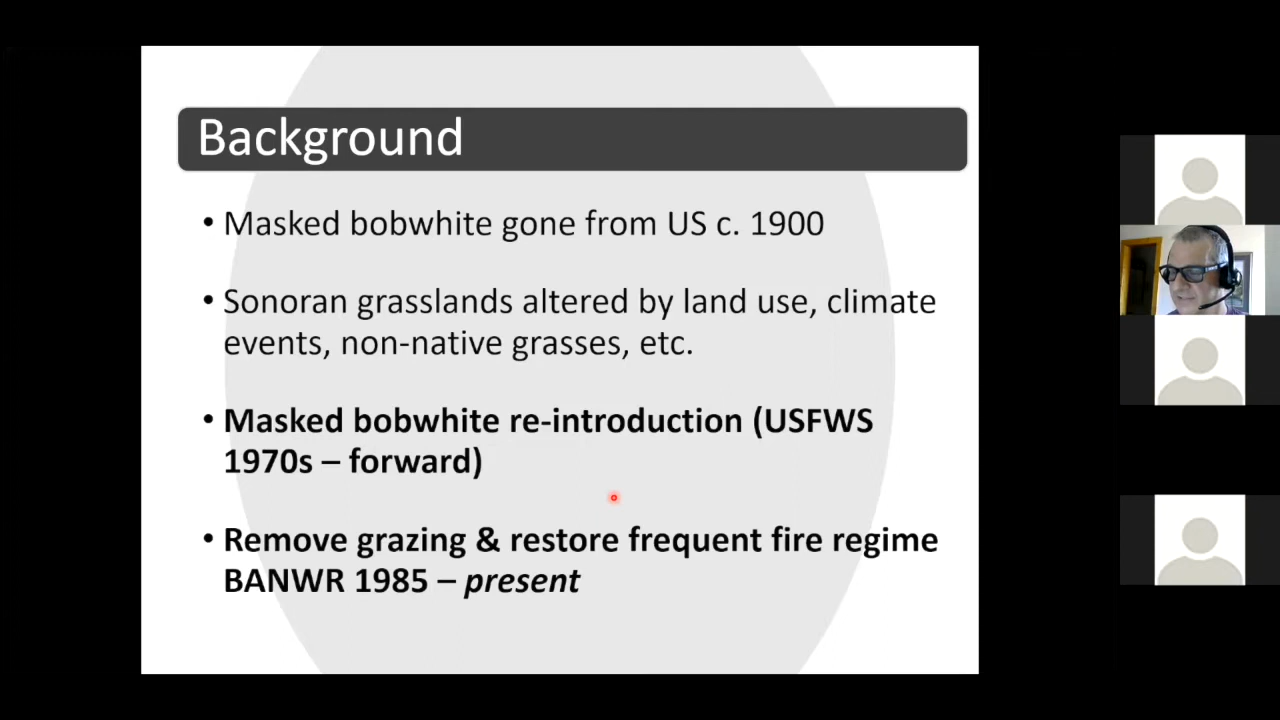 Background
• Masked bobwhite gone from US c. 1900
• Sonoran grasslands altered by land use, climate
events, non-native grasses, etc.
• Masked bobwhite re-introduction (USFWS
1970s – forward)
• Remove grazing & restore frequent fire regime
BANWR 1985 – present